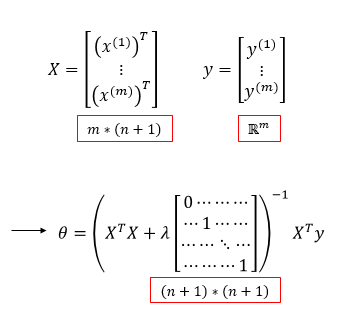 X = [(x^{(1)})^T ⋮ (x^{(m)})^T]    y = [y^{(1)} ⋮ y^{(m)}]
m ∗ (n + 1)    ℝ^m
⟶ θ = (X^T X + λ [0 ⋯⋯⋯ ; ⋯ 1 ⋯⋯ ; ⋯⋯ ⋱ ⋯ ; ⋯⋯⋯ 1])^{−1} X^T y
(n + 1) ∗ (n + 1)